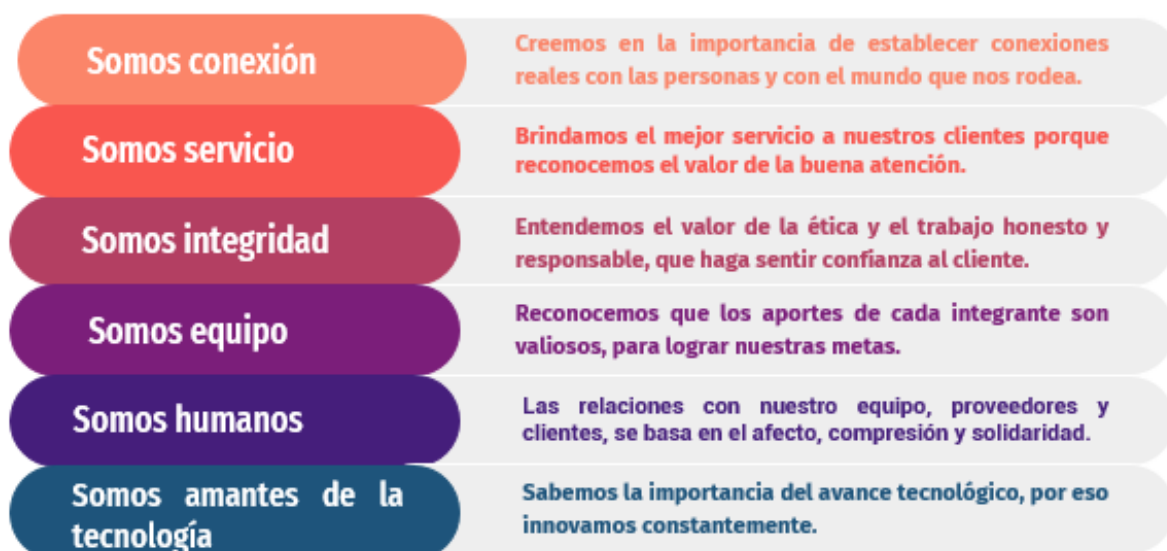 Somos conexión
Creemos en la importancia de establecer conexiones
reales con las personas y con el mundo que nos rodea.
Somos servicio
Brindamos el mejor servicio a nuestros clientes porque
reconocemos el valor de la buena atención.
Somos integridad
Entendemos el valor de la ética y el trabajo honesto y
responsable, que haga sentir confianza al cliente.
Somos equipo
Reconocemos que los aportes de cada integrante son
valiosos, para lograr nuestras metas.
Somos humanos
Las relaciones con nuestro equipo, proveedores y
clientes, se basa en el afecto, compresión y solidaridad.
Somos amantes de la
tecnología
Sabemos la importancia del avance tecnológico, por eso
innovamos constantemente.